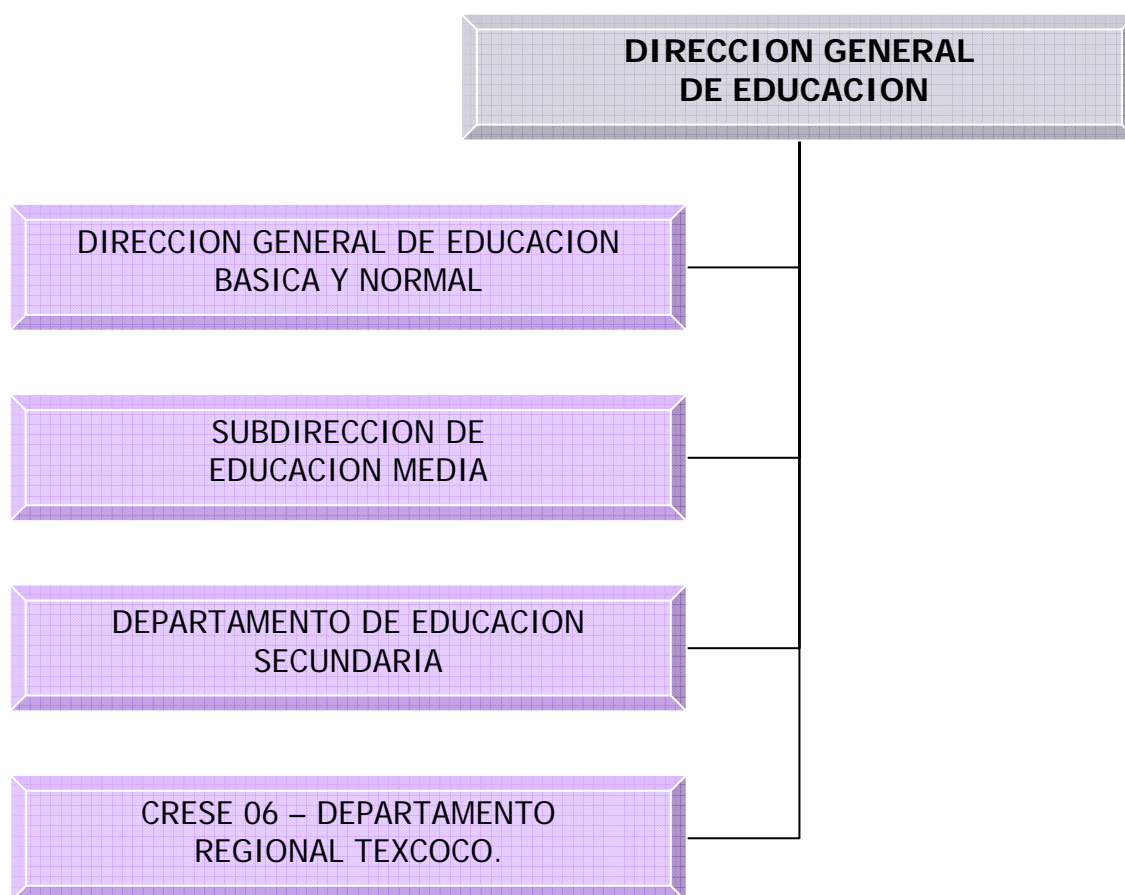 DIRECCION GENERAL
DE EDUCACION
DIRECCION GENERAL DE EDUCACION
BASICA Y NORMAL
SUBDIRECCION DE
EDUCACION MEDIA
DEPARTAMENTO DE EDUCACION
SECUNDARIA
CRESE 06 – DEPARTAMENTO
REGIONAL TEXCOCO.